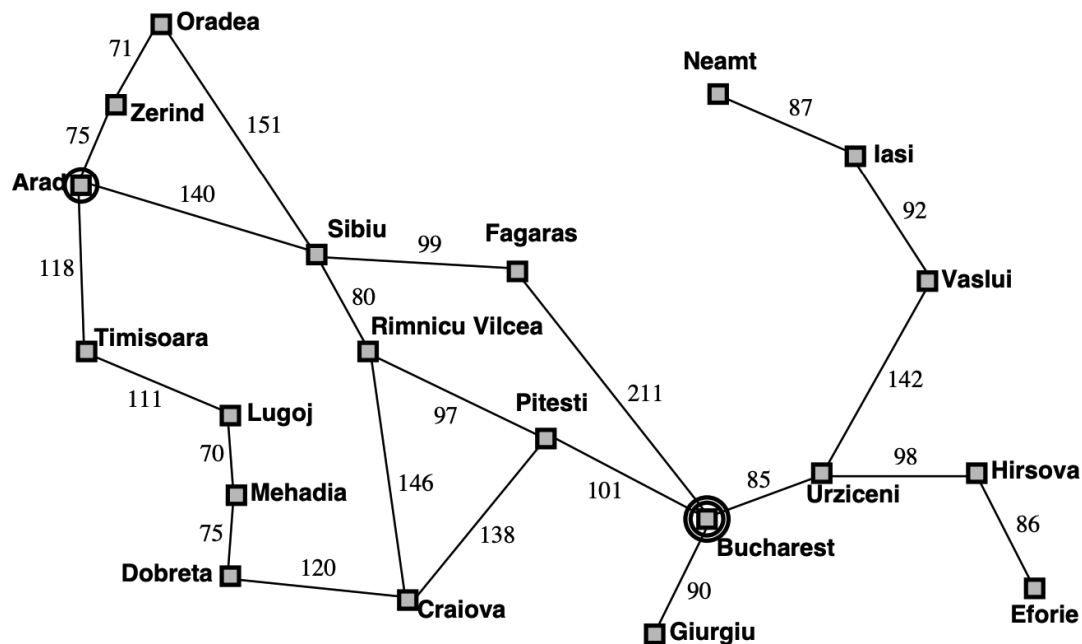 Oradea
71
Neamt
87
Zerind
75
151
Iasi
Arad
140
92
Sibiu
99
Fagaras
118
80
Vaslui
Timisoara
Rimnicu Vilcea
142
111
97
Pitesti
211
Lugoj
70
98
Hirsova
85
Urziceni
Mehadia
146
101
86
75
138
Bucharest
Dobreta
120
90
Craiova
Eforie
Giurgiu